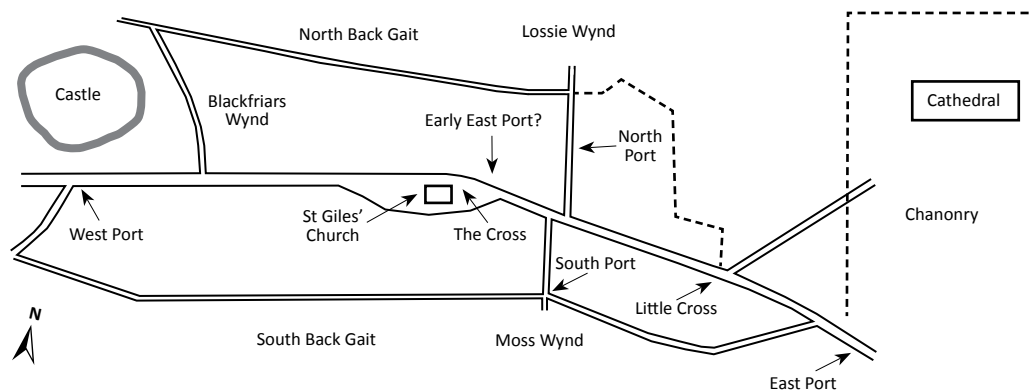 North Back Gait
Lossie Wynd
Castle
Blackfriars
Wynd
Cathedral
Early East Port?
North
Port
St Giles’
Church
The Cross
Chanonry
West Port
South Port
Little Cross
N
South Back Gait
Moss Wynd
East Port